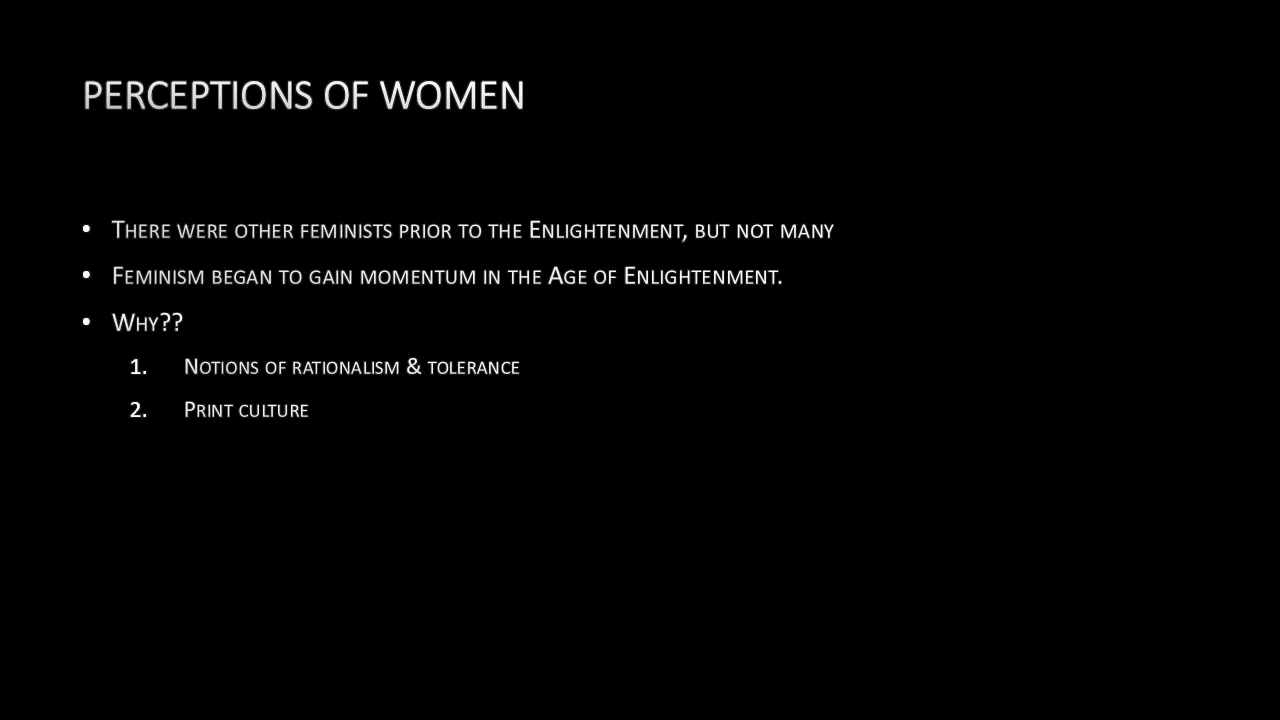 PERCEPTIONS OF WOMEN
• There were other feminists prior to the Enlightenment, but not many
• Feminism began to gain momentum in the Age of Enlightenment.
• Why??
1. Notions of rationalism & tolerance
2. Print culture